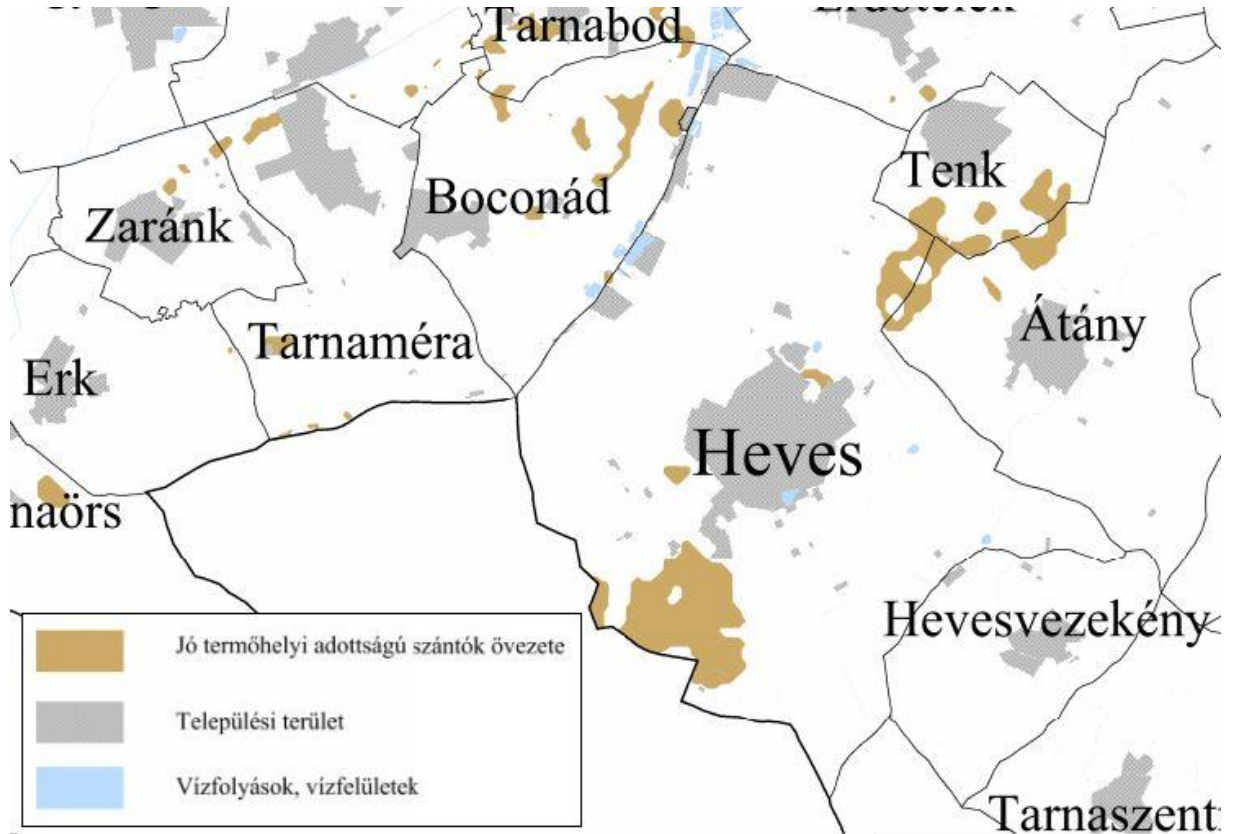 Tarnabod
Tenk
Boconád
Zaránk
Átány
Tarnaméra
Erk
Heves
naörs
Hevesvezekény
Jó termőhelyi adottságú szántók övezete
Települési terület
Vízfolyások, vízfelületek
Tarnaszent